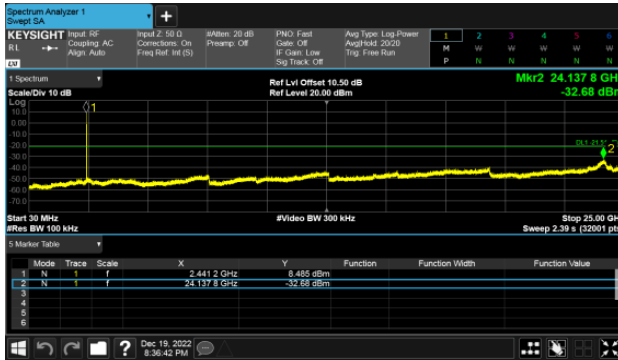 Spectrum Analyzer 1
Swept SA
+
KEYSIGHT
Input: RF
Input Z: 50 Ω
#Atten: 20 dB
PNO: Fast
Avg Type: Log-Power
1 2 3 4 5 6
RL
Coupling: AC
Corrections: On
Preamp: Off
Gate: Off
Avg|Hold: 20/20
M W W W W W
Align: Auto
Freq Ref: Int (S)
IF Gain: Low
Trig: Free Run
P N N N N N
LXI
Sig Track: Off
1 Spectrum
Ref Lvl Offset 10.50 dB
Mkr2 24.137 8 GH
Scale/Div 10 dB
Ref Level 20.00 dBm
-32.68 dBr
Log
1
10.0
0.00
-10.0
-20.0
2
-30.0
-40.0
-50.0
-60.0
-70.0
Start 30 MHz
#Video BW 300 kHz
Stop 25.00 GH
#Res BW 100 kHz
Sweep 2.39 s (32001 pts
5 Marker Table
Mode Trace Scale X Y Function Function Width Function Value
1 N 1 f 2.441 2 GHz 8.485 dBm
2 N 1 f 24.137 8 GHz -32.68 dBm
3
4
5
6
?
Dec 19, 2022
8:36:42 PM